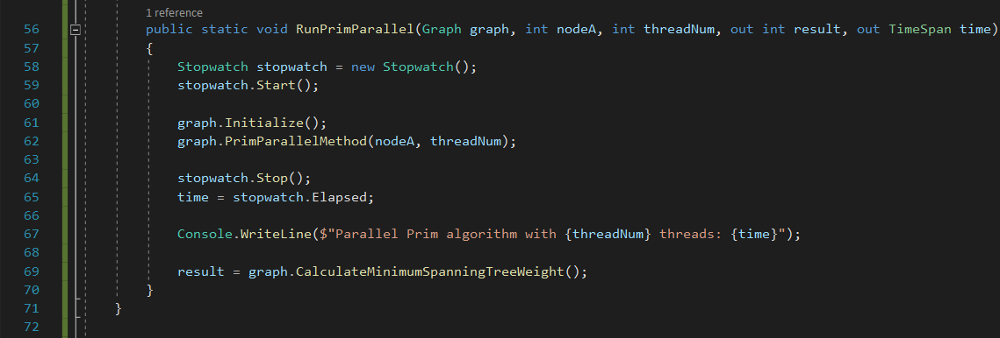 1 reference
56 public static void RunPrimParallel(Graph graph, int nodeA, int threadNum, out int result, out TimeSpan time)
57 {
58 Stopwatch stopwatch = new Stopwatch();
59 stopwatch.Start();
60
61 graph.Initialize();
62 graph.PrimParallelMethod(nodeA, threadNum);
63
64 stopwatch.Stop();
65 time = stopwatch.Elapsed;
66
67 Console.WriteLine($"Parallel Prim algorithm with {threadNum} threads: {time}");
68
69 result = graph.CalculateMinimumSpanningTreeWeight();
70 }
71 }
72